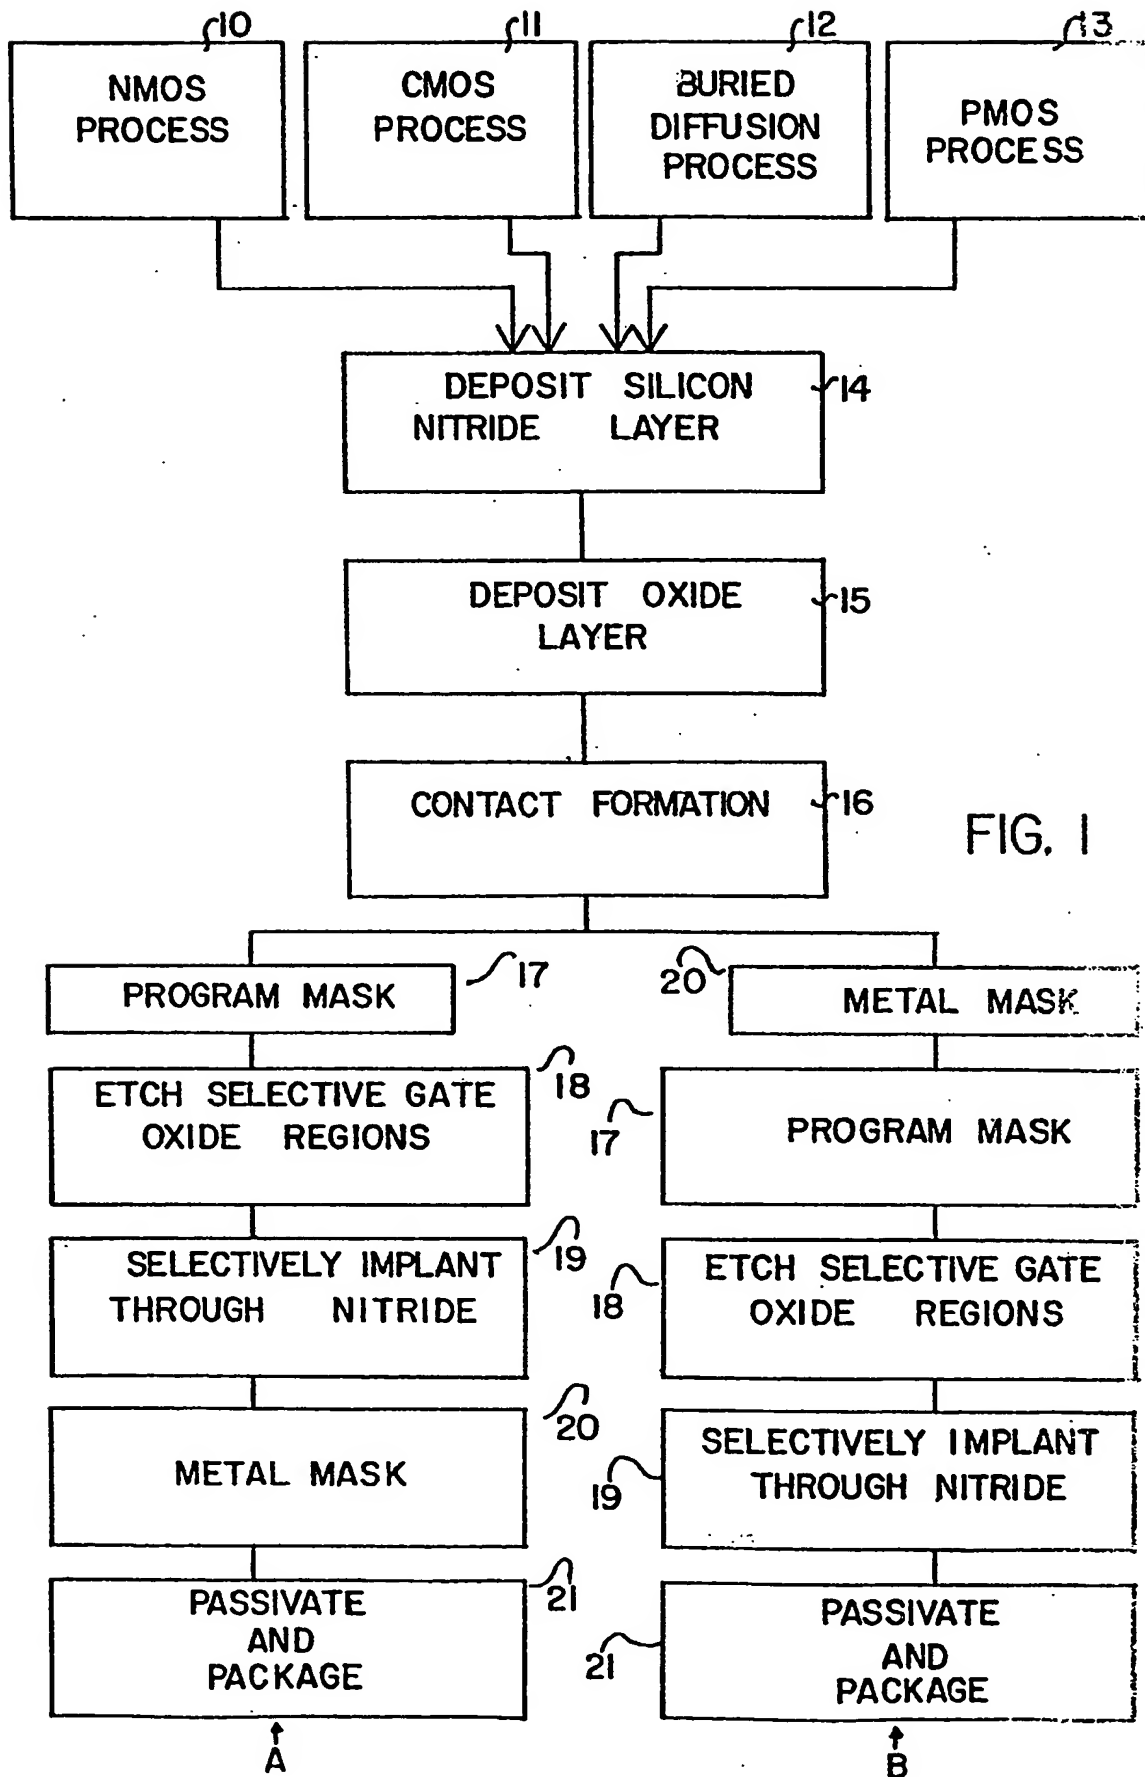 10
11
12
13
NMOS
PROCESS
CMOS
PROCESS
BURIED
DIFFUSION
PROCESS
PMOS
PROCESS
DEPOSIT SILICON
NITRIDE LAYER
14
DEPOSIT OXIDE
LAYER
15
CONTACT FORMATION
16
FIG. 1
PROGRAM MASK
17
ETCH SELECTIVE GATE
OXIDE REGIONS
18
SELECTIVELY IMPLANT
THROUGH NITRIDE
19
METAL MASK
20
PASSIVATE
AND
PACKAGE
21
A
20
METAL MASK
17
PROGRAM MASK
18
ETCH SELECTIVE GATE
OXIDE REGIONS
19
SELECTIVELY IMPLANT
THROUGH NITRIDE
21
PASSIVATE
AND
PACKAGE
B